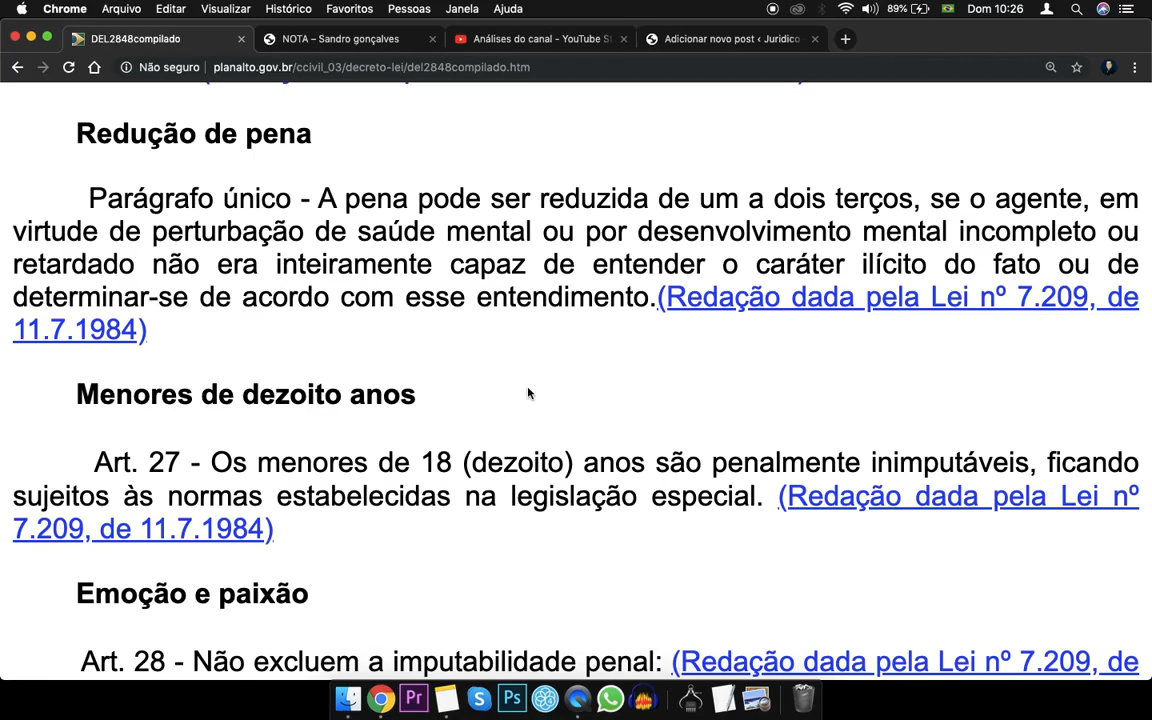 Chrome Arquivo Editar Visualizar Histórico Favoritos Pessoas Janela Ajuda 89% Dom 10:26
DEL2848compilado × NOTA – Sandro gonçalves × Análises do canal - YouTube S × Adicionar novo post ‹ Juridico × +
Não seguro | planalto.gov.br/ccivil_03/decreto-lei/del2848compilado.htm
Redução de pena
Parágrafo único - A pena pode ser reduzida de um a dois terços, se o agente, em
virtude de perturbação de saúde mental ou por desenvolvimento mental incompleto ou
retardado não era inteiramente capaz de entender o caráter ilícito do fato ou de
determinar-se de acordo com esse entendimento.(Redação dada pela Lei nº 7.209, de
11.7.1984)
Menores de dezoito anos
Art. 27 - Os menores de 18 (dezoito) anos são penalmente inimputáveis, ficando
sujeitos às normas estabelecidas na legislação especial. (Redação dada pela Lei nº
7.209, de 11.7.1984)
Emoção e paixão
Art. 28 - Não excluem a imputabilidade penal: (Redação dada pela Lei nº 7.209, de
Pr S Ps